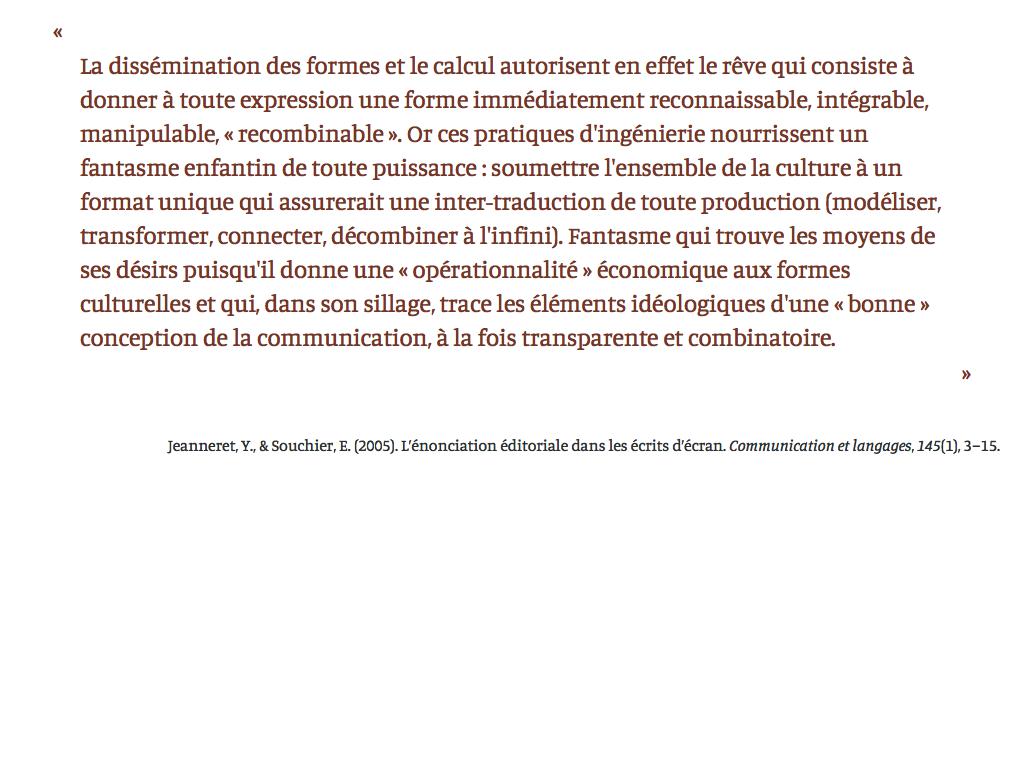 «
La dissémination des formes et le calcul autorisent en effet le rêve qui consiste à
donner à toute expression une forme immédiatement reconnaissable, intégrable,
manipulable, « recombinable ». Or ces pratiques d'ingénierie nourrissent un
fantasme enfantin de toute puissance : soumettre l'ensemble de la culture à un
format unique qui assurerait une inter-traduction de toute production (modéliser,
transformer, connecter, décombiner à l'infini). Fantasme qui trouve les moyens de
ses désirs puisqu'il donne une « opérationnalité » économique aux formes
culturelles et qui, dans son sillage, trace les éléments idéologiques d'une « bonne »
conception de la communication, à la fois transparente et combinatoire.
»
Jeanneret, Y., & Souchier, E. (2005). L’énonciation éditoriale dans les écrits d’écran. Communication et langages, 145(1), 3–15.